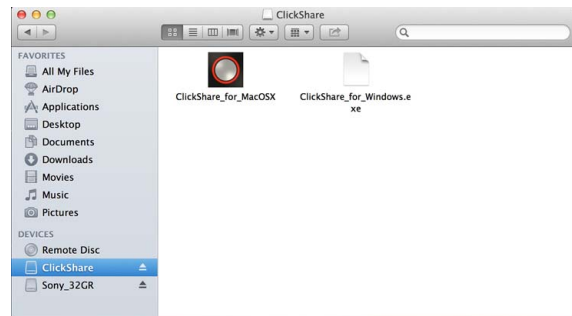 ClickShare
FAVORITES
All My Files
AirDrop
Applications
Desktop
Documents
Downloads
Movies
Music
Pictures
DEVICES
Remote Disc
ClickShare
Sony_32GR
ClickShare_for_MacOSX
ClickShare_for_Windows.e
xe